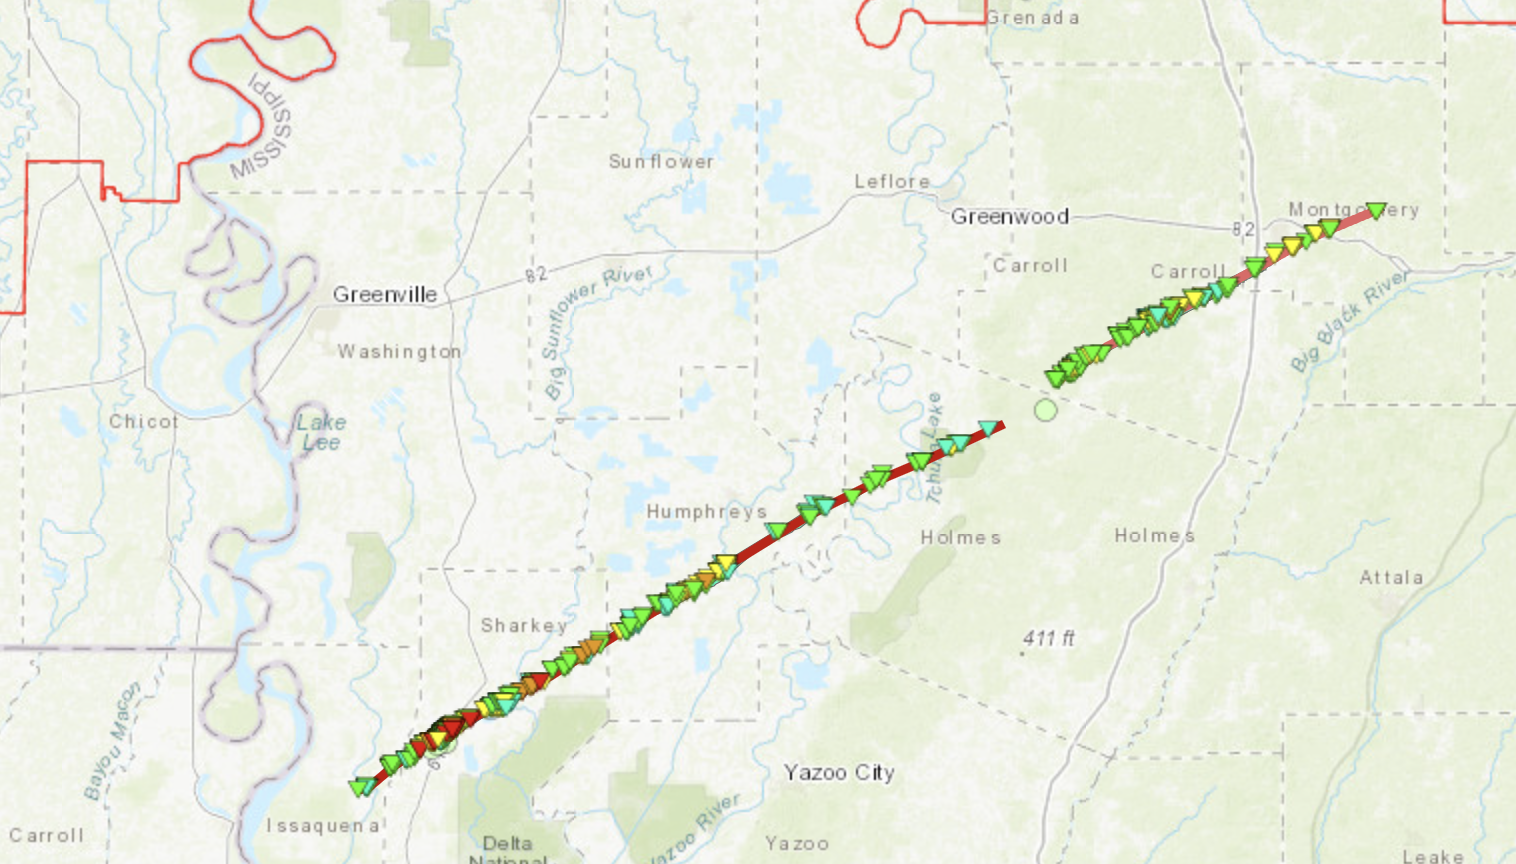 Grenada
MISSISSIPPI
Sunflower
Leflore
Greenwood
Montgomery
82
Carroll
Carroll
82
Big Sunflower River
Greenville
Big Black River
Washington
Chicot
Lake
Lee
Tchula Lake
Humphreys
Holmes
Holmes
Attala
Sharkey
411 ft
Bayou Macon
Yazoo City
6
Issaquena
Yazoo River
Carroll
Delta
National
Yazoo
Leake